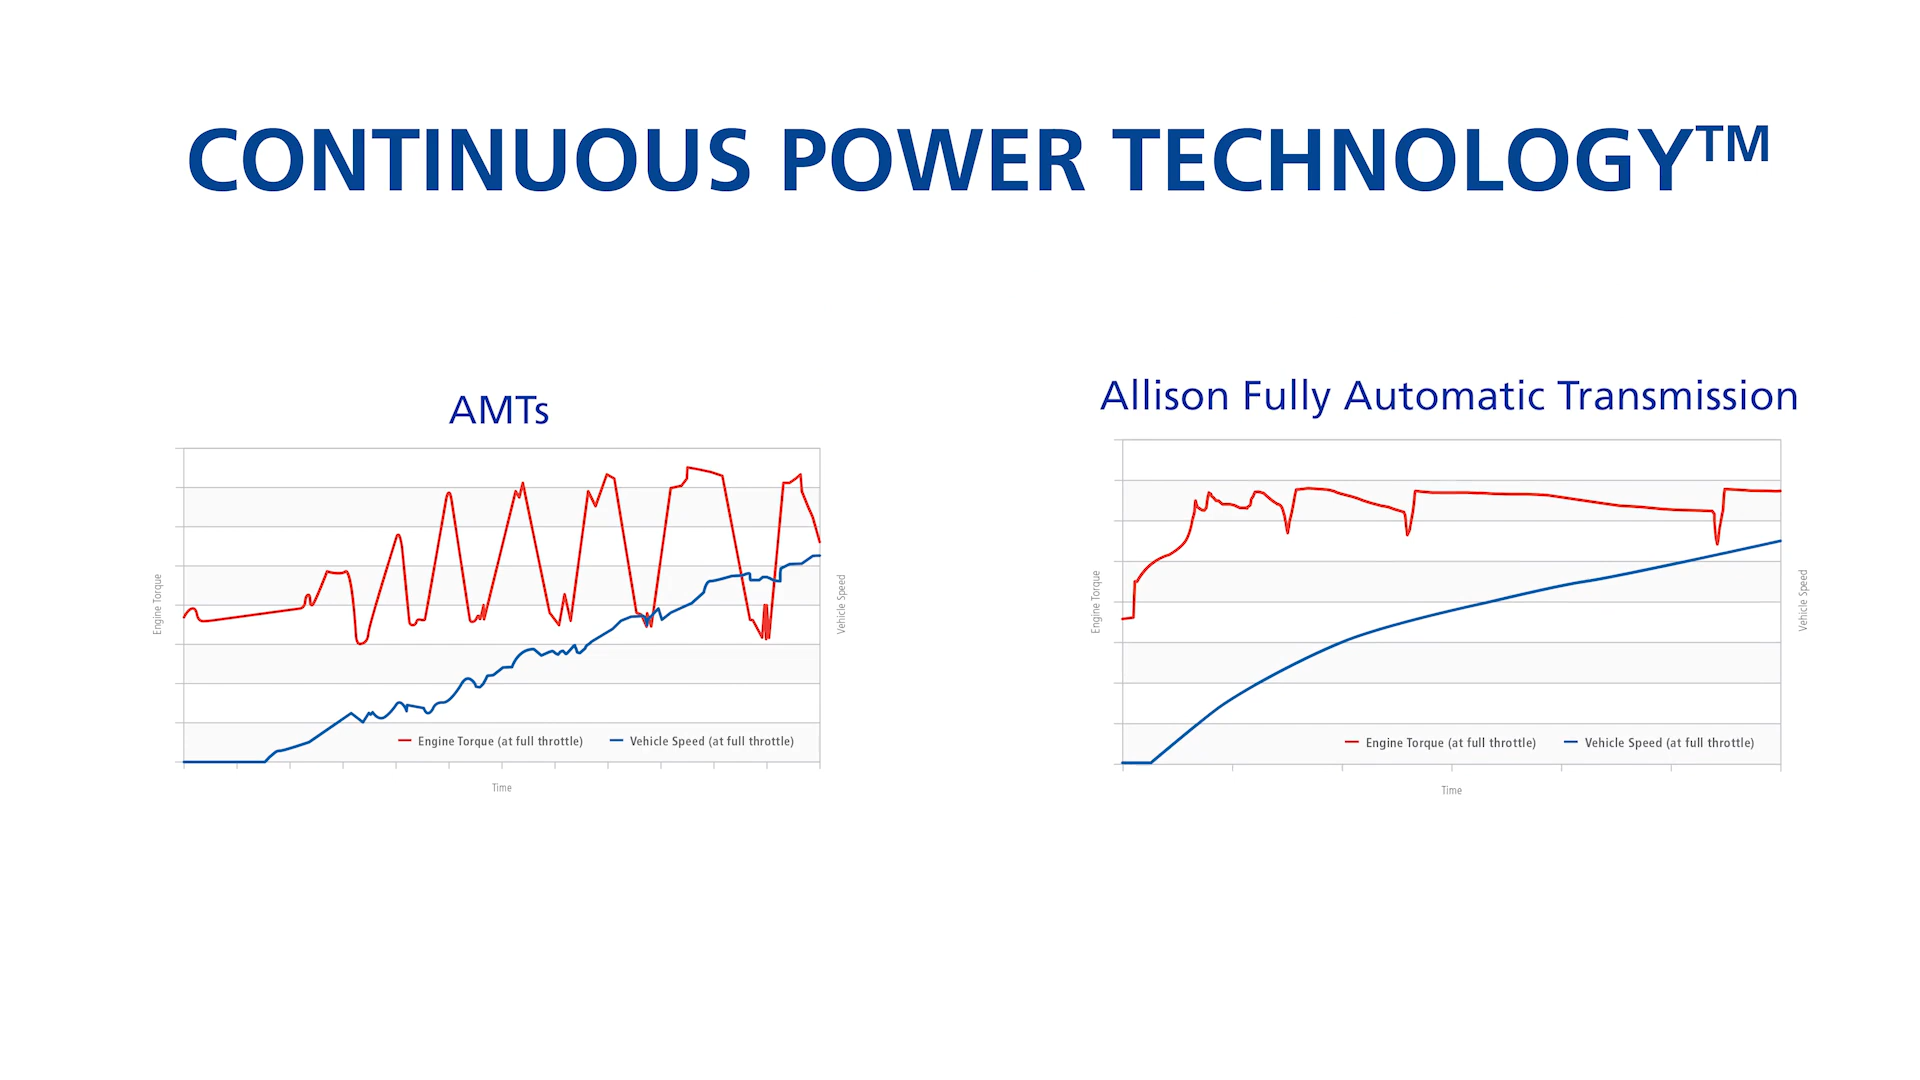 CONTINUOUS POWER TECHNOLOGY™
AMTs
Engine Torque
Vehicle Speed
Engine Torque (at full throttle)
Vehicle Speed (at full throttle)
Time
Allison Fully Automatic Transmission
Engine Torque
Vehicle Speed
Engine Torque (at full throttle)
Vehicle Speed (at full throttle)
Time